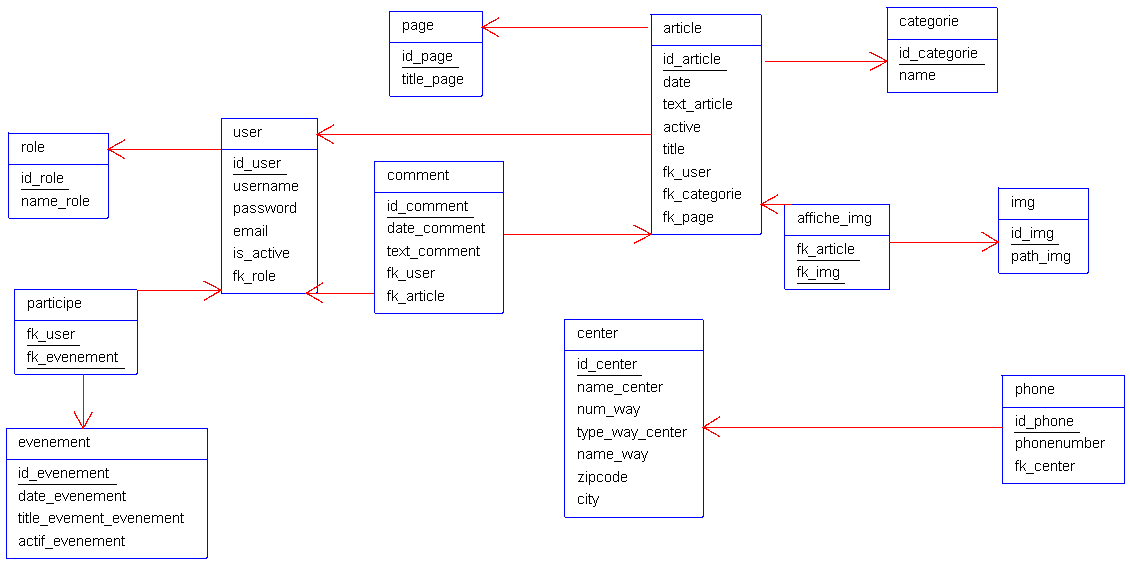 page
id_page
title_page
article
id_article
date
text_article
active
title
fk_user
fk_categorie
fk_page
categorie
id_categorie
name
role
id_role
name_role
user
id_user
username
password
email
is_active
fk_role
comment
id_comment
date_comment
text_comment
fk_user
fk_article
affiche_img
fk_article
fk_img
img
id_img
path_img
participe
fk_user
fk_evenement
evenement
id_evenement
date_evenement
title_evement_evenement
actif_evenement
center
id_center
name_center
num_way
type_way_center
name_way
zipcode
city
phone
id_phone
phonenumber
fk_center